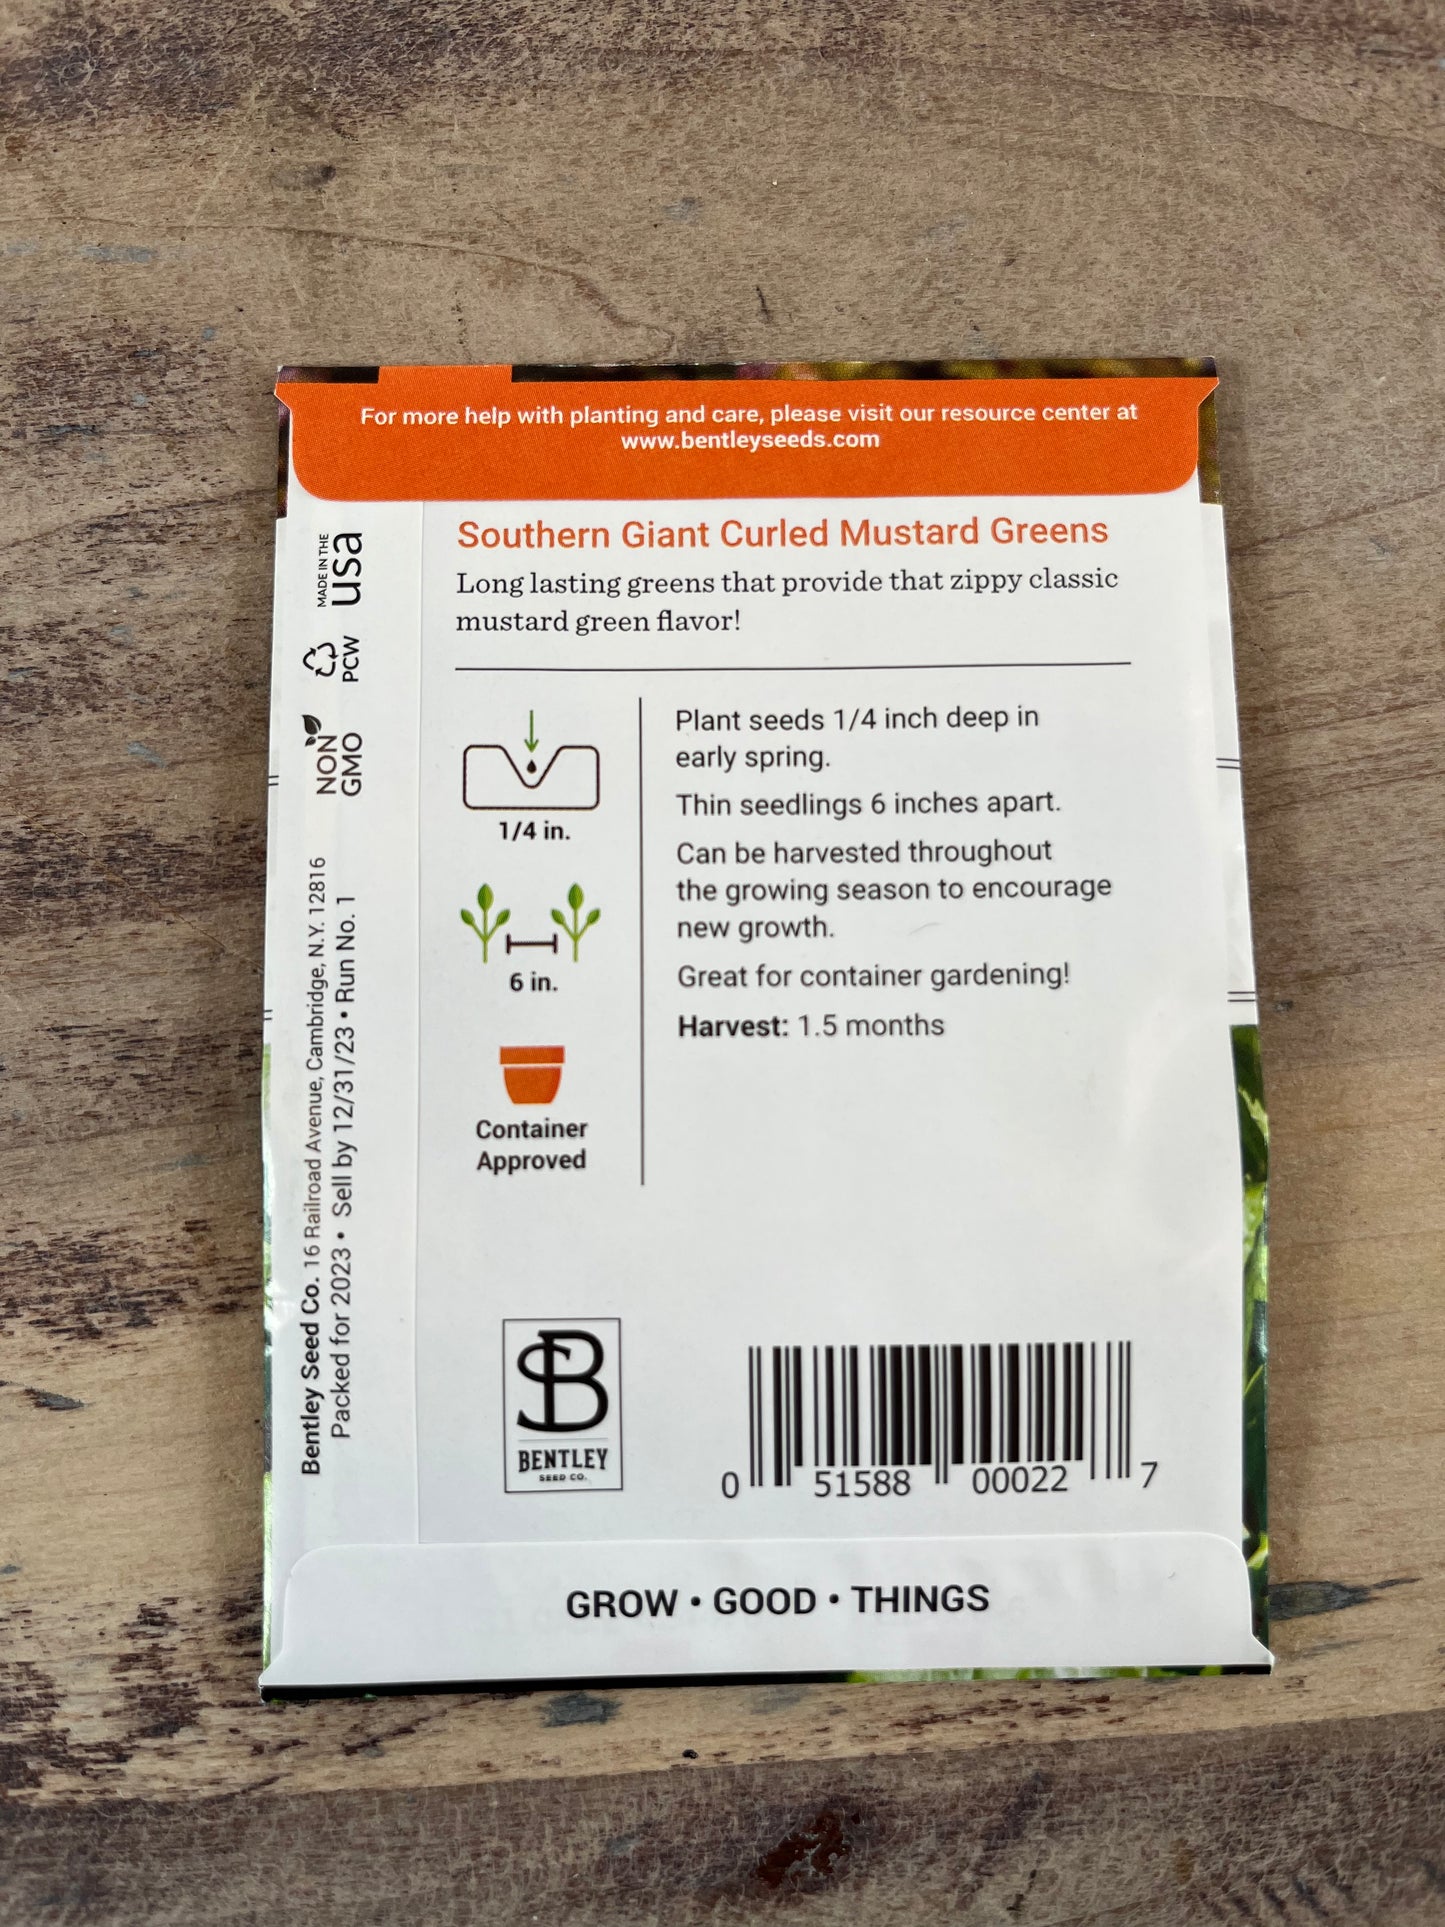 For more help with planting and care, please visit our resource center at
www.bentleyseeds.com
Southern Giant Curled Mustard Greens
Long lasting greens that provide that zippy classic
mustard green flavor!
1/4 in.
6 in.
Container
Approved
Plant seeds 1/4 inch deep in
early spring.
Thin seedlings 6 inches apart.
Can be harvested throughout
the growing season to encourage
new growth.
Great for container gardening!
Harvest: 1.5 months
MADE IN THE
usa
PCW
NON
GMO
Bentley Seed Co. 16 Railroad Avenue, Cambridge, N.Y. 12816
Packed for 2023 • Sell by 12/31/23 • Run No. 1
B
BENTLEY
SEED CO.
0 51588 00022 7
GROW • GOOD • THINGS